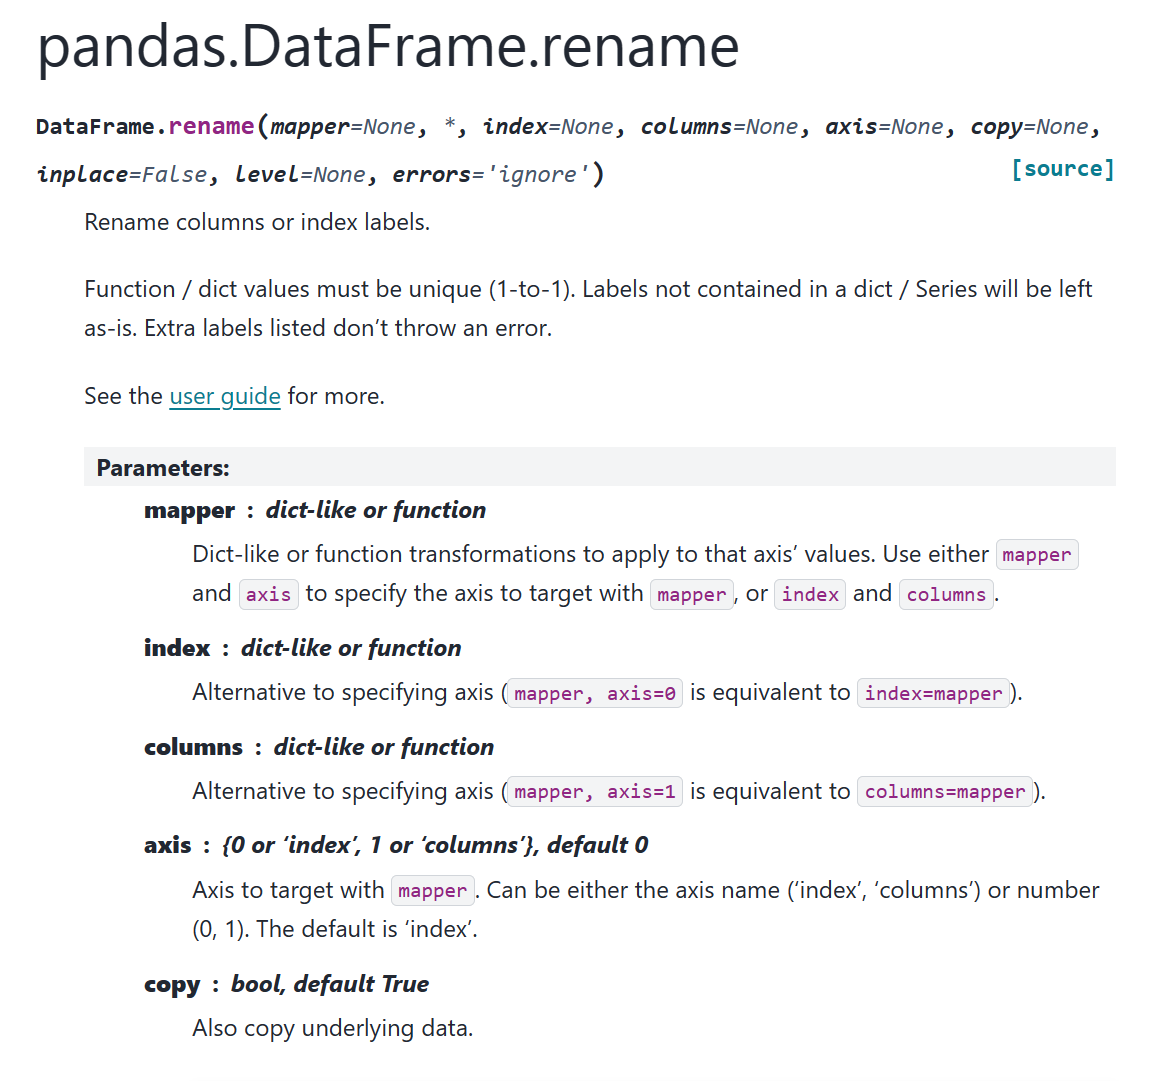 pandas.DataFrame.rename
DataFrame.rename(mapper=None, *, index=None, columns=None, axis=None, copy=None,
inplace=False, level=None, errors='ignore') [source]
Rename columns or index labels.
Function / dict values must be unique (1-to-1). Labels not contained in a dict / Series will be left
as-is. Extra labels listed don’t throw an error.
See the user guide for more.
Parameters:
mapper : dict-like or function
Dict-like or function transformations to apply to that axis’ values. Use either mapper
and axis to specify the axis to target with mapper, or index and columns.
index : dict-like or function
Alternative to specifying axis (mapper, axis=0 is equivalent to index=mapper).
columns : dict-like or function
Alternative to specifying axis (mapper, axis=1 is equivalent to columns=mapper).
axis : {0 or ‘index’, 1 or ‘columns’}, default 0
Axis to target with mapper. Can be either the axis name (‘index’, ‘columns’) or number
(0, 1). The default is ‘index’.
copy : bool, default True
Also copy underlying data.